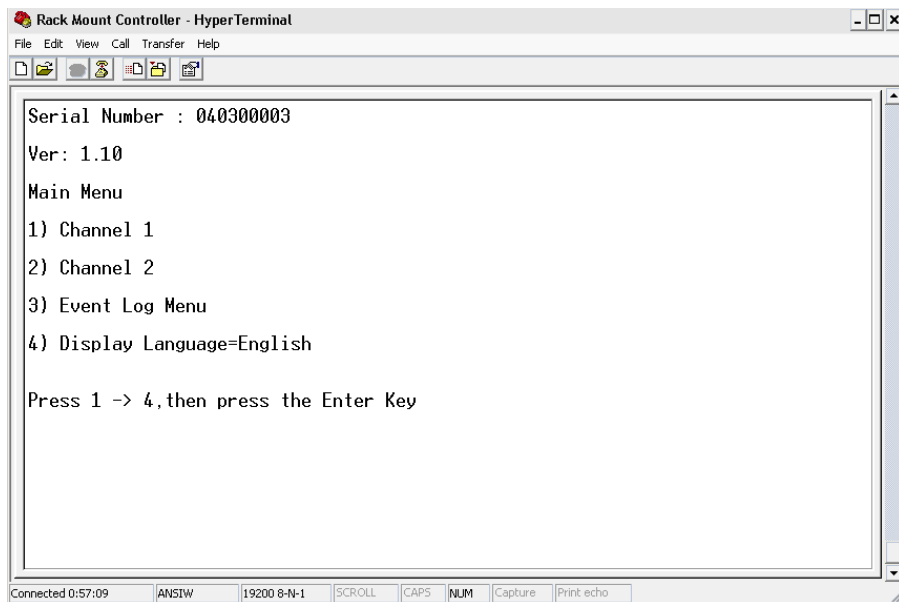 Rack Mount Controller - HyperTerminal
File Edit View Call Transfer Help
Serial Number : 040300003
Ver: 1.10
Main Menu
1) Channel 1
2) Channel 2
3) Event Log Menu
4) Display Language=English
Press 1 -> 4,then press the Enter Key
Connected 0:57:09 ANSIW 19200 8-N-1 SCROLL CAPS NUM Capture Print echo